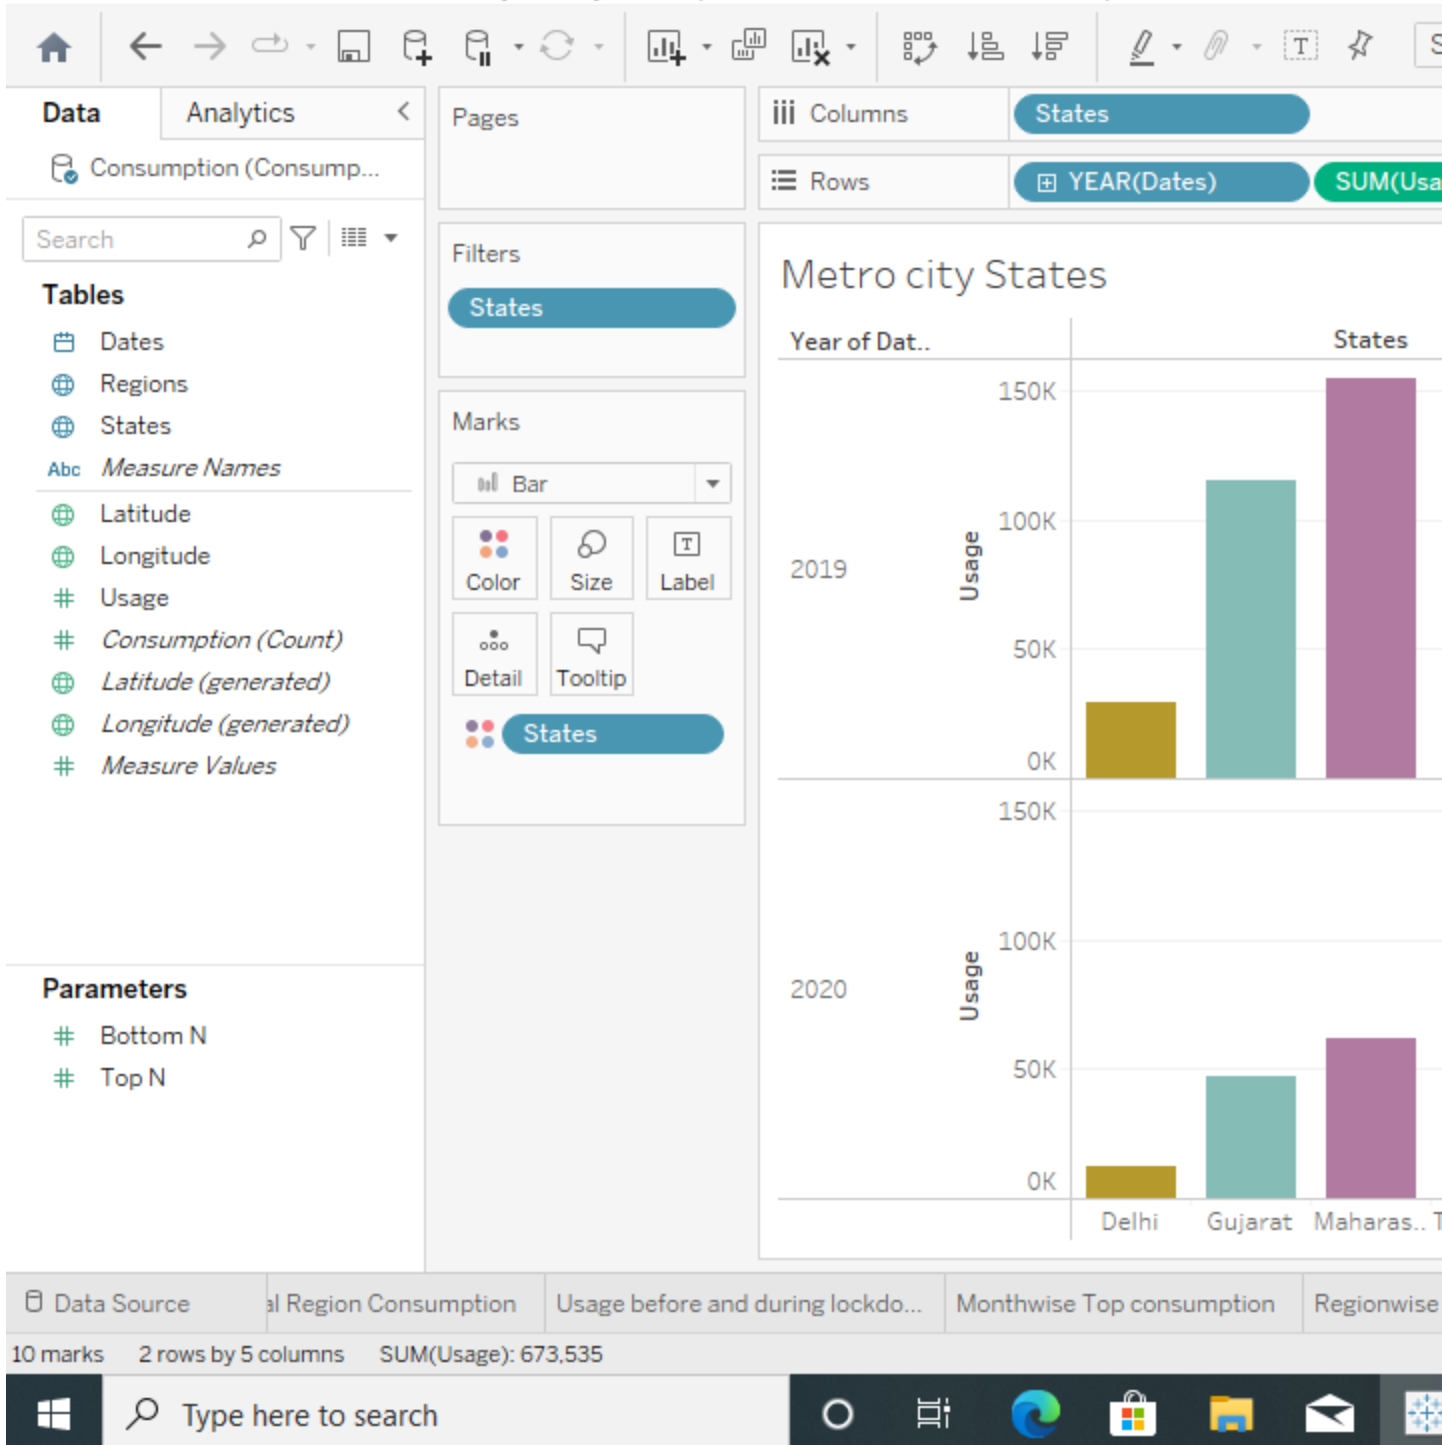 Data
Analytics
Consumption (Consump...
Search
Tables
Dates
Regions
States
Abc Measure Names
Latitude
Longitude
# Usage
# Consumption (Count)
Latitude (generated)
Longitude (generated)
# Measure Values
Parameters
# Bottom N
# Top N
Pages
Filters
States
Marks
Bar
Color
Size
T
Label
Detail
Tooltip
States
T
S
Columns
States
Rows
YEAR(Dates)
SUM(Usa
Metro city States
Year of Dat..
States
2019
Usage
150K
100K
50K
0K
2020
Usage
150K
100K
50K
0K
Delhi
Gujarat
Maharas..
T
Data Source
al Region Consumption
Usage before and during lockdo...
Monthwise Top consumption
Regionwise
10 marks
2 rows by 5 columns
SUM(Usage): 673,535
Type here to search